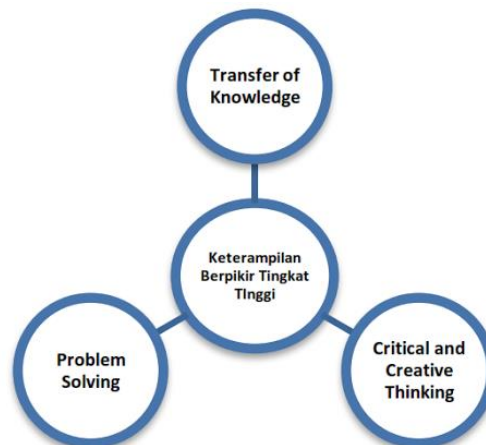 Transfer of
Knowledge
Keterampilan
Berpikir Tingkat
TInggi
Problem
Solving
Critical and
Creative
Thinking